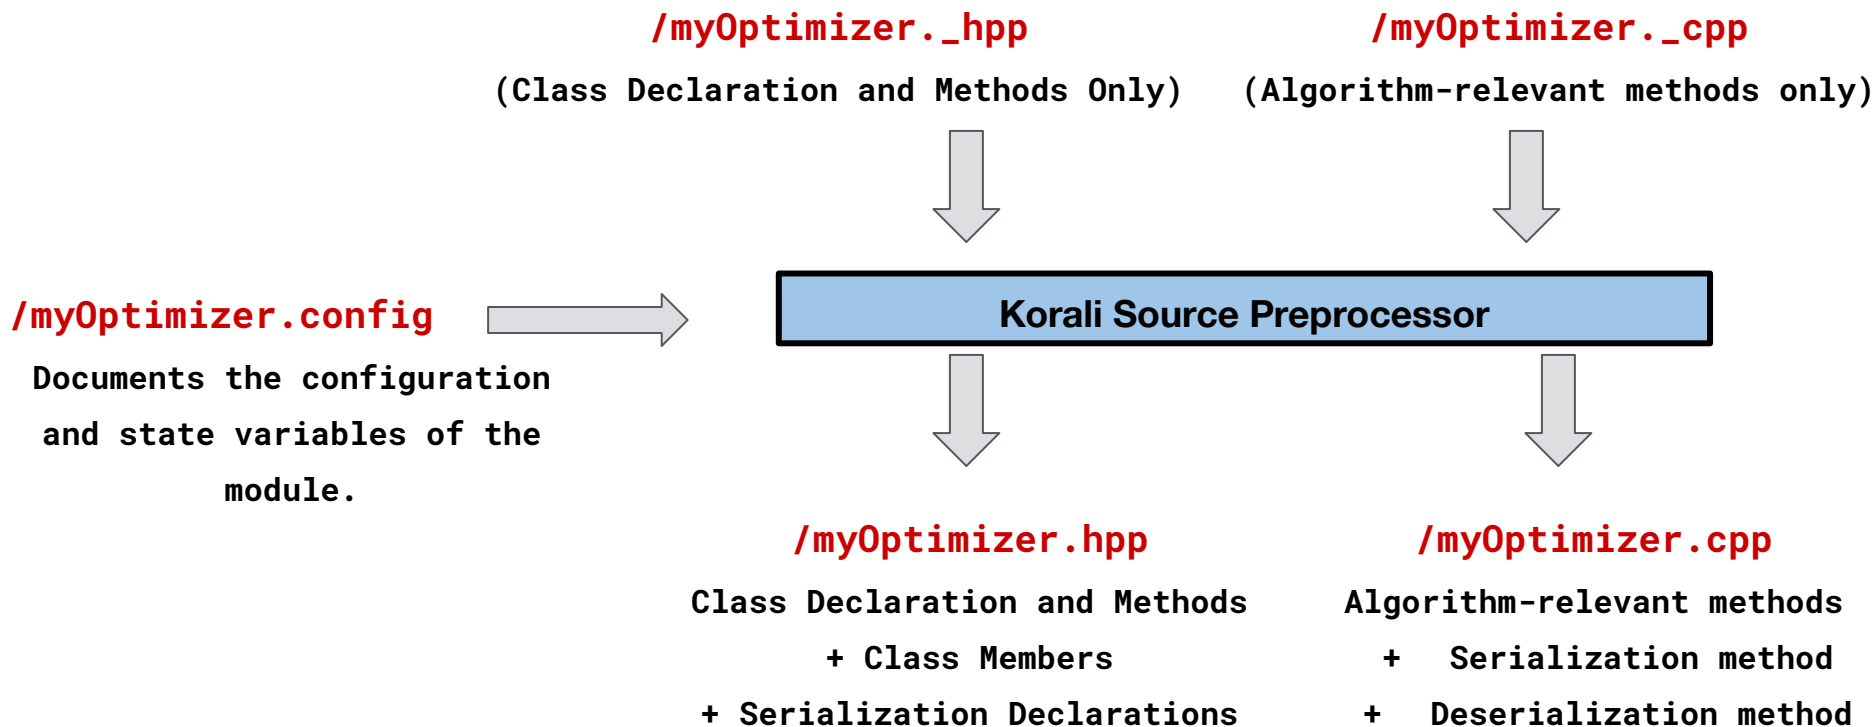 /myOptimizer._hpp
(Class Declaration and Methods Only)
/myOptimizer._cpp
(Algorithm-relevant methods only)
/myOptimizer.config
Documents the configuration
and state variables of the
module.
Korali Source Preprocessor
/myOptimizer.hpp
Class Declaration and Methods
+ Class Members
+ Serialization Declarations
/myOptimizer.cpp
Algorithm-relevant methods
+ Serialization method
+ Deserialization method